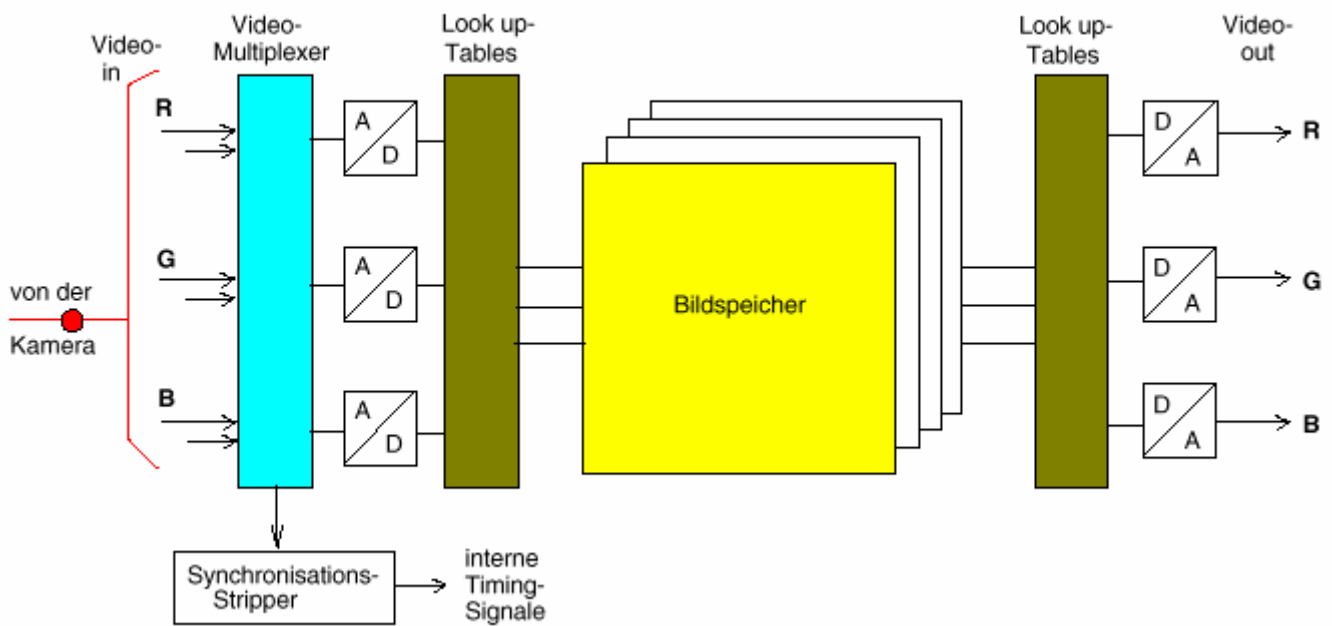 Video-
in
Video-
Multiplexer
Look up-
Tables
Look up-
Tables
Video-
out
R
A
D
D
A
R
G
A
D
D
A
G
von der
Kamera
Bildspeicher
B
A
D
D
A
B
Synchronisations-
Stripper
interne
Timing-
Signale